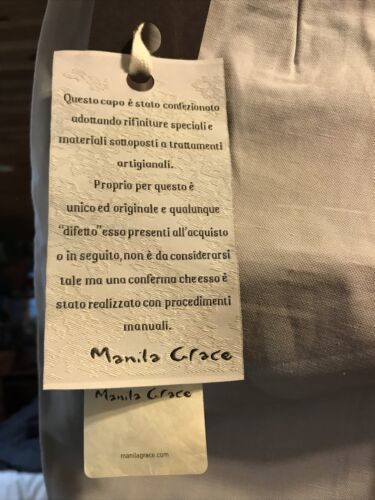 Questo capo è stato confezionato
adottando rifiniture speciali e
materiali sottoposti a trattamenti
artigianali.
Proprio per questo è
unico ed originale e qualunque
"difetto" esso presenti all'acquisto
o in seguito, non è da considerarsi
tale ma una conferma che esso è
stato realizzato con procedimenti
manuali.
Manila Grace
Manila Grace
manilagrace.com